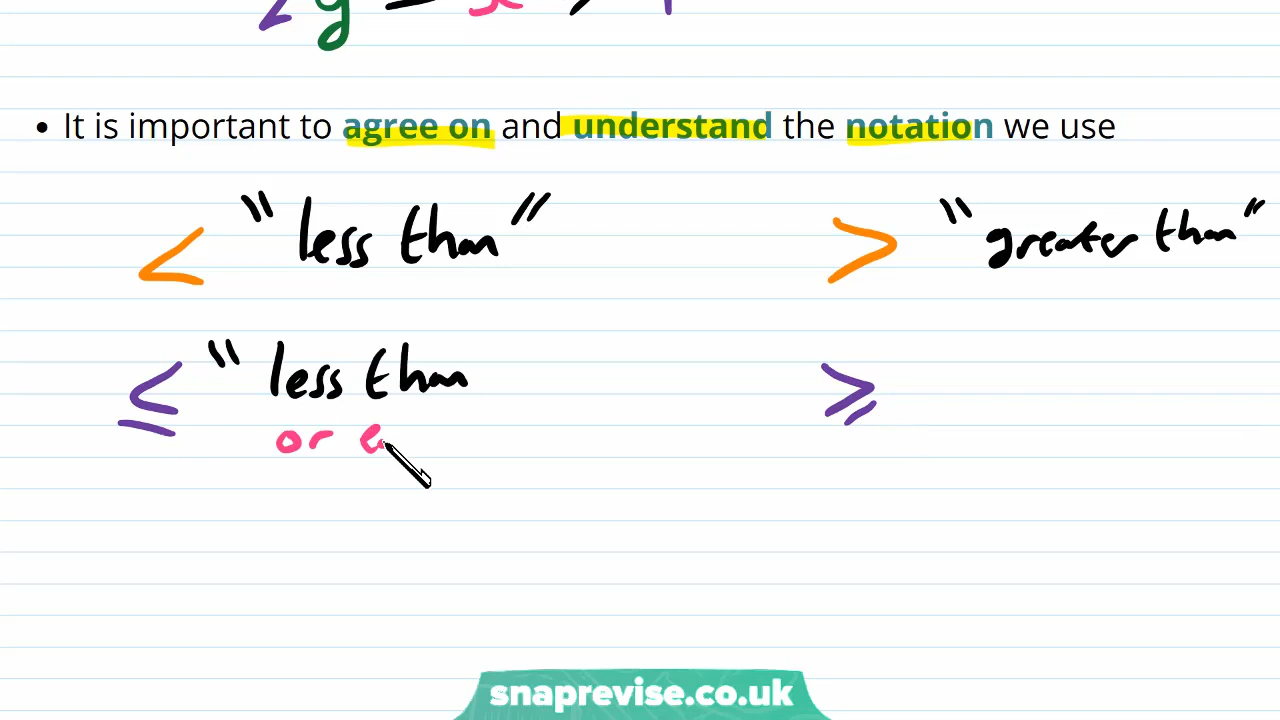 • It is important to agree on and understand the notation we use
< "less than"
> "greater than"
≤ "less than
or e
≥
snaprevise.co.uk